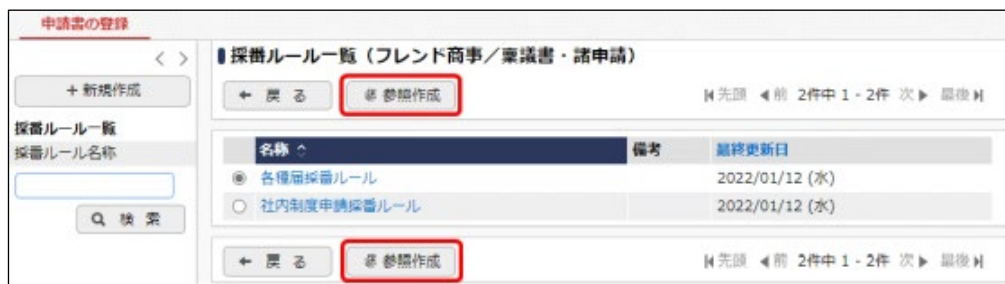 申請書の登録
< >
+ 新規作成
採番ルール一覧
採番ルール名称
検 索
採番ルール一覧（フレンド商事／稟議書・諸申請）
戻 る 参照作成 先頭 前 2件中 1 - 2件 次 最後
名称 備考 最終更新日
各種届採番ルール 2022/01/12 (水)
社内制度申請採番ルール 2022/01/12 (水)
戻 る 参照作成 先頭 前 2件中 1 - 2件 次 最後